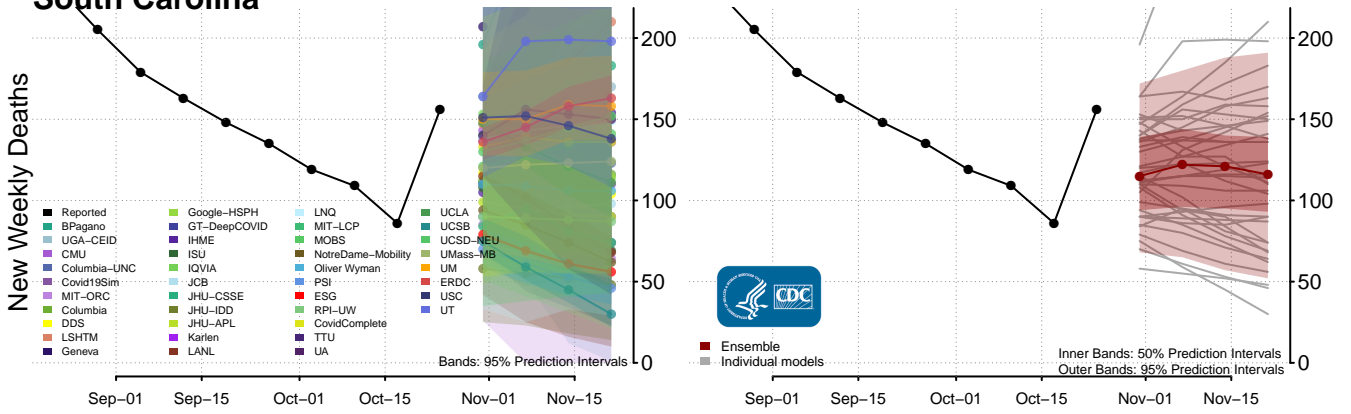 South Carolina
New Weekly Deaths
200
150
100
50
0
Reported
BPagano
UGA−CEID
CMU
Columbia−UNC
Covid19Sim
MIT−ORC
Columbia
DDS
LSHTM
Geneva
Google−HSPH
GT−DeepCOVID
IHME
ISU
IQVIA
JCB
JHU−CSSE
JHU−IDD
JHU−APL
Karlen
LANL
LNQ
MIT−LCP
MOBS
NotreDame−Mobility
Oliver Wyman
PSI
ESG
RPI−UW
CovidComplete
TTU
UA
UCLA
UCSB
UCSD−NEU
UMass−MB
UM
ERDC
USC
UT
Bands: 95% Prediction Intervals
Sep−01
Sep−15
Oct−01
Oct−15
Nov−01
Nov−15
200
150
100
50
0
CDC
Ensemble
Individual models
Inner Bands: 50% Prediction Intervals
Outer Bands: 95% Prediction Intervals
Sep−01
Sep−15
Oct−01
Oct−15
Nov−01
Nov−15